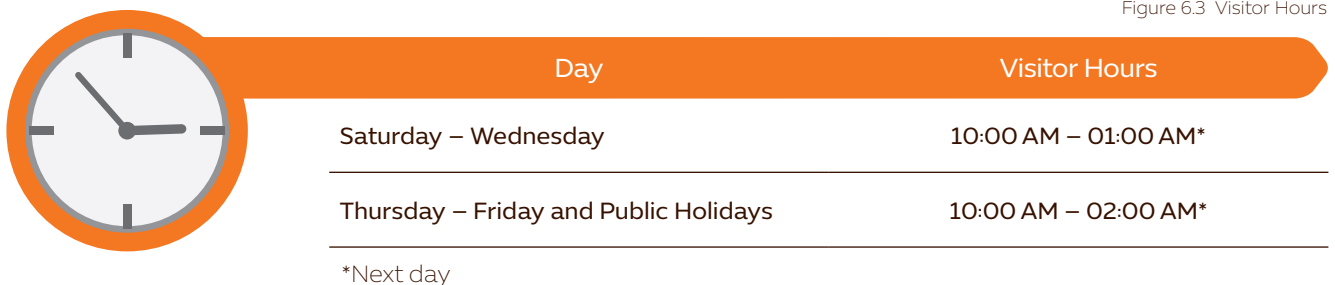 Figure 6.3 Visitor Hours
Day Visitor Hours
Saturday – Wednesday 10:00 AM – 01:00 AM*
Thursday – Friday and Public Holidays 10:00 AM – 02:00 AM*
*Next day